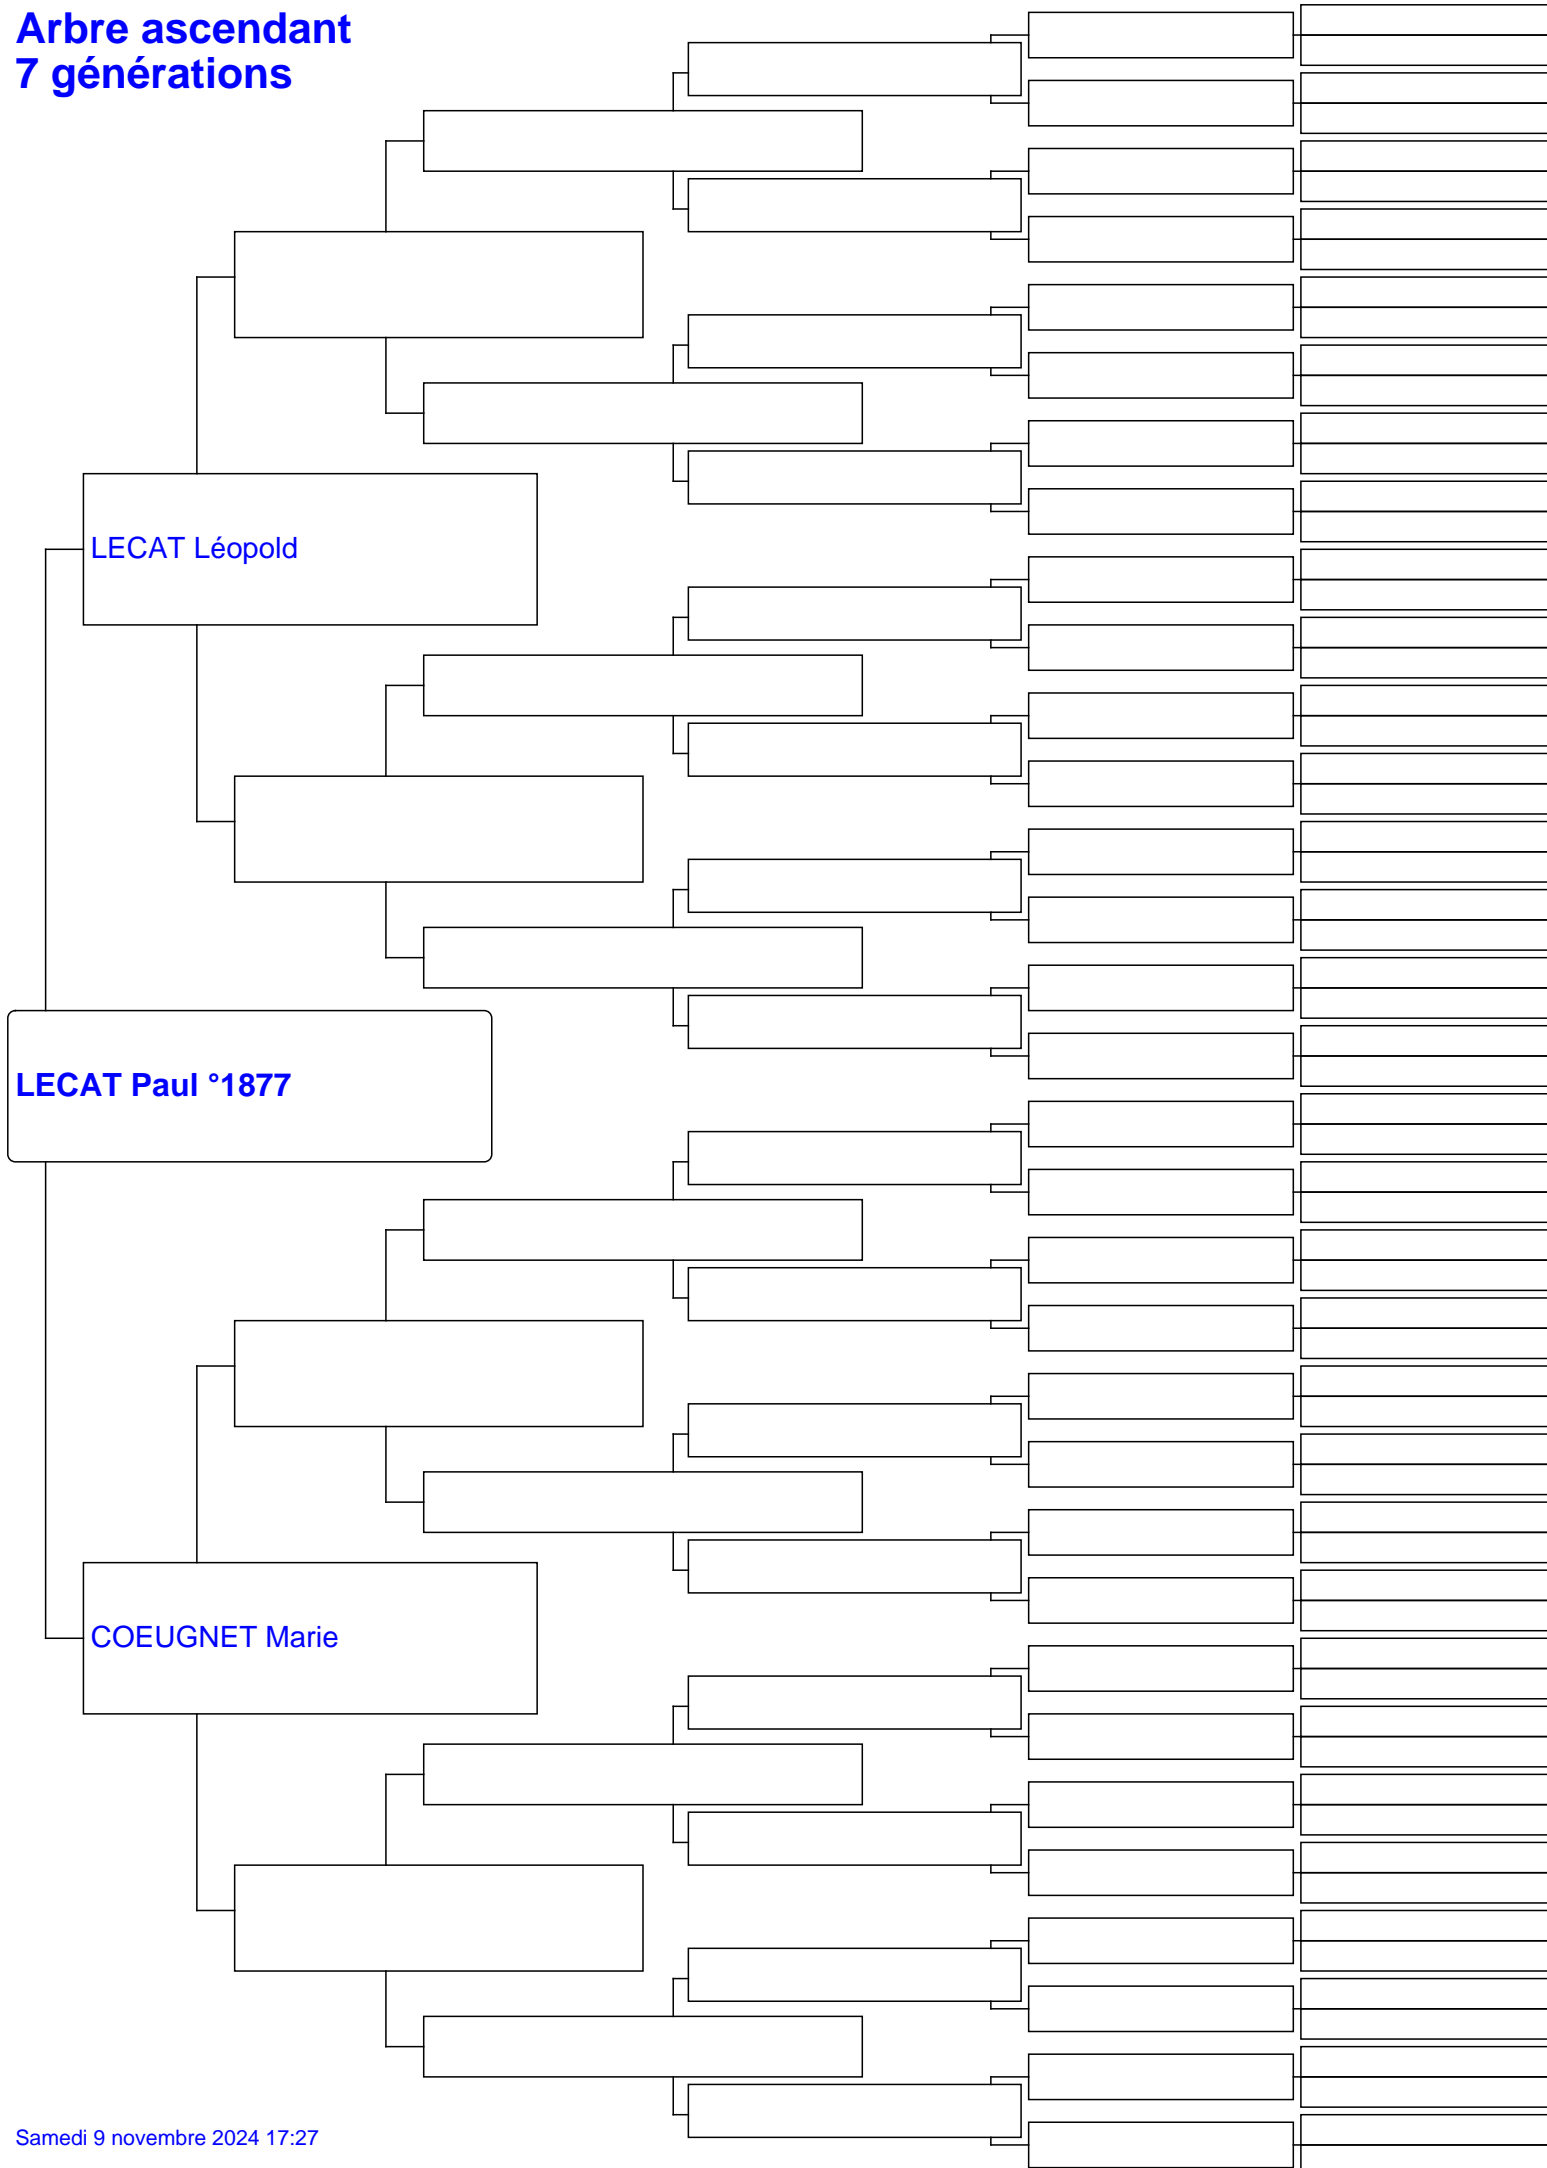 Arbre ascendant
7 générations
LECAT Léopold
LECAT Paul °1877
COEUGNET Marie
Samedi 9 novembre 2024 17:27